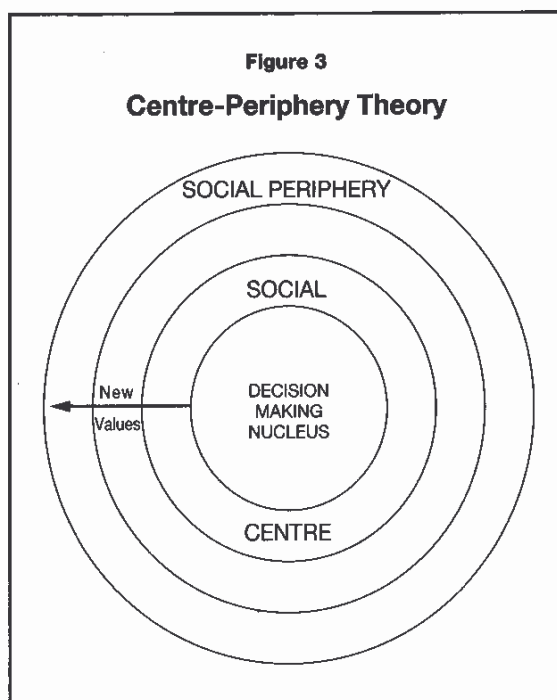 Figure 3
Centre-Periphery Theory
SOCIAL PERIPHERY
SOCIAL
New
Values
DECISION
MAKING
NUCLEUS
CENTRE